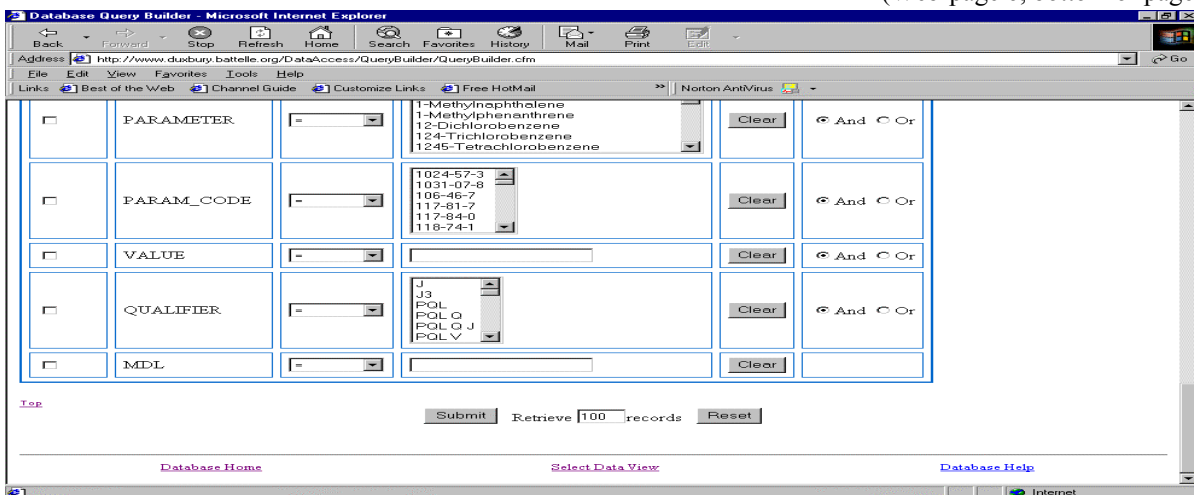 Database Query Builder - Microsoft Internet Explorer
Back Forward Stop Refresh Home Search Favorites History Mail Print Edit
Address http://www.duxbury.battelle.org/DataAccess/QueryBuilder/QueryBuilder.cfm Go
File Edit View Favorites Tools Help
Links Best of the Web Channel Guide Customize Links Free HotMail >> Norton AntiVirus
1-Methylnaphthalene
PARAMETER = 1-Methylphenanthrene Clear And Or
12-Dichlorobenzene
124-Trichlorobenzene
1245-Tetrachlorobenzene
1024-57-3
1031-07-8
PARAM_CODE = 106-46-7 Clear And Or
117-81-7
117-84-0
118-74-1
VALUE = Clear And Or
J
J3
QUALIFIER = PQL Clear And Or
PQL Q
PQL Q J
PQL V
MDL = Clear
Top
Submit Retrieve 100 records Reset
Database Home Select Data View Database Help
Internet